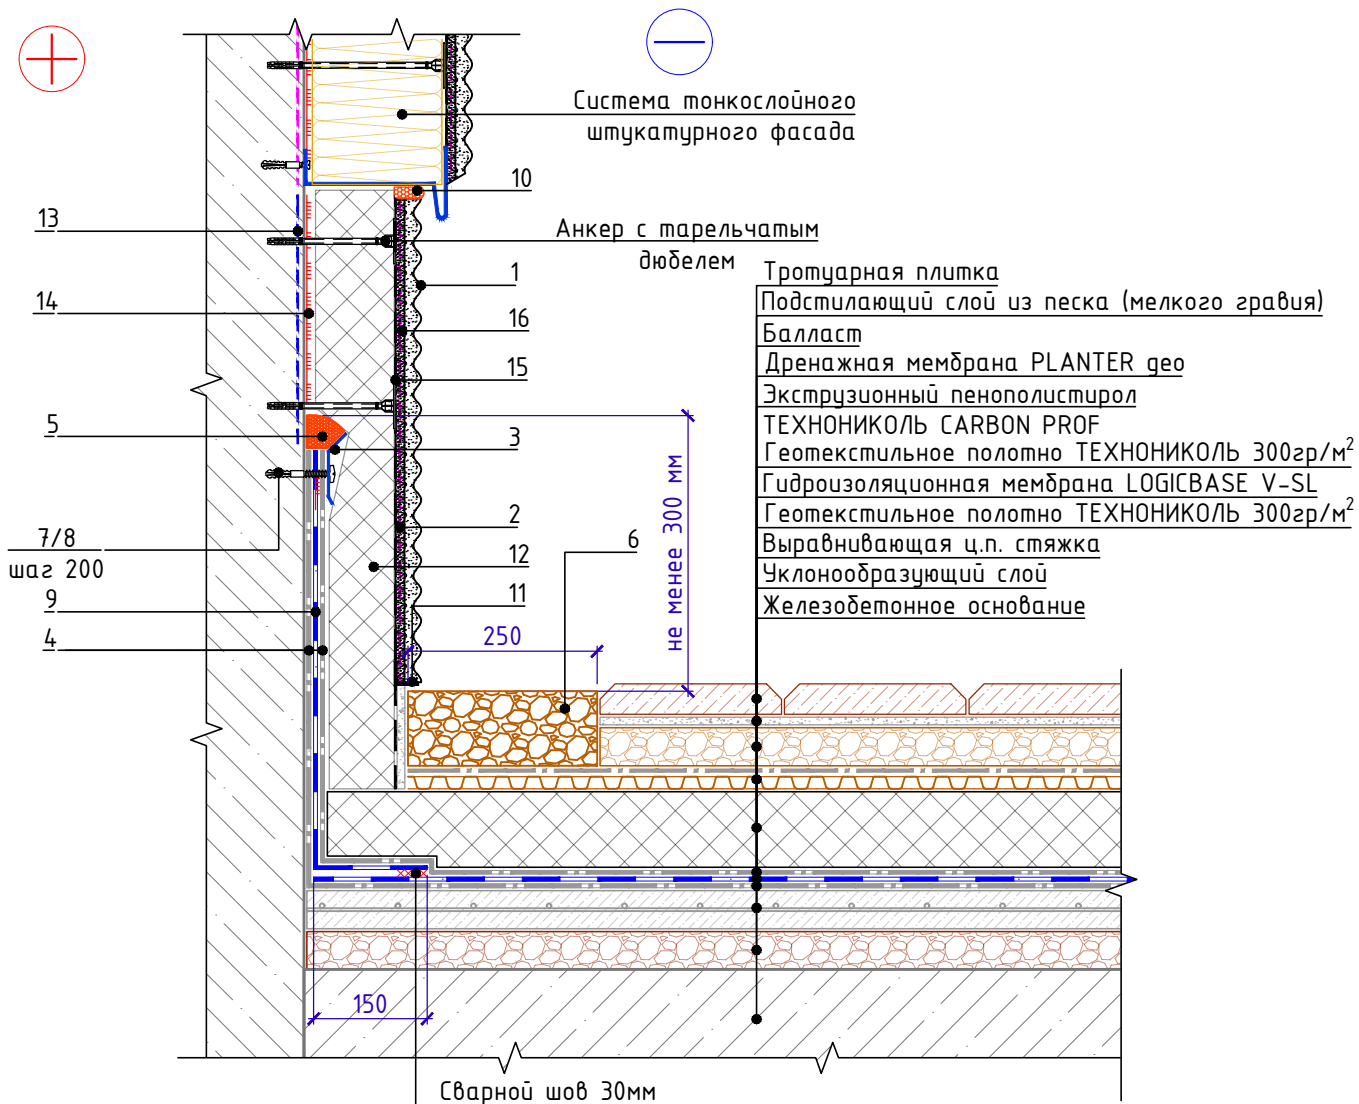 Система тонкослойного
штукатурного фасада
10
13
Анкер с тарельчатым
дюбелем
1
Тротуарная плитка
14
Подстилающий слой из песка (мелкого гравия)
16
Балласт
15
Дренажная мембрана PLANTER geo
Экструзионный пенополистирол
ТЕХНОНИКОЛЬ CARBON PROF
5
3
Геотекстильное полотно ТЕХНОНИКОЛЬ 300гр/м²
Гидроизоляционная мембрана LOGICBASE V-SL
Геотекстильное полотно ТЕХНОНИКОЛЬ 300гр/м²
не менее 300 мм
2
7/8
шаг 200
6
Выравнивающая ц.п. стяжка
12
Уклонообразующий слой
9
11
Железобетонное основание
4
250
150
Сварной шов 30мм